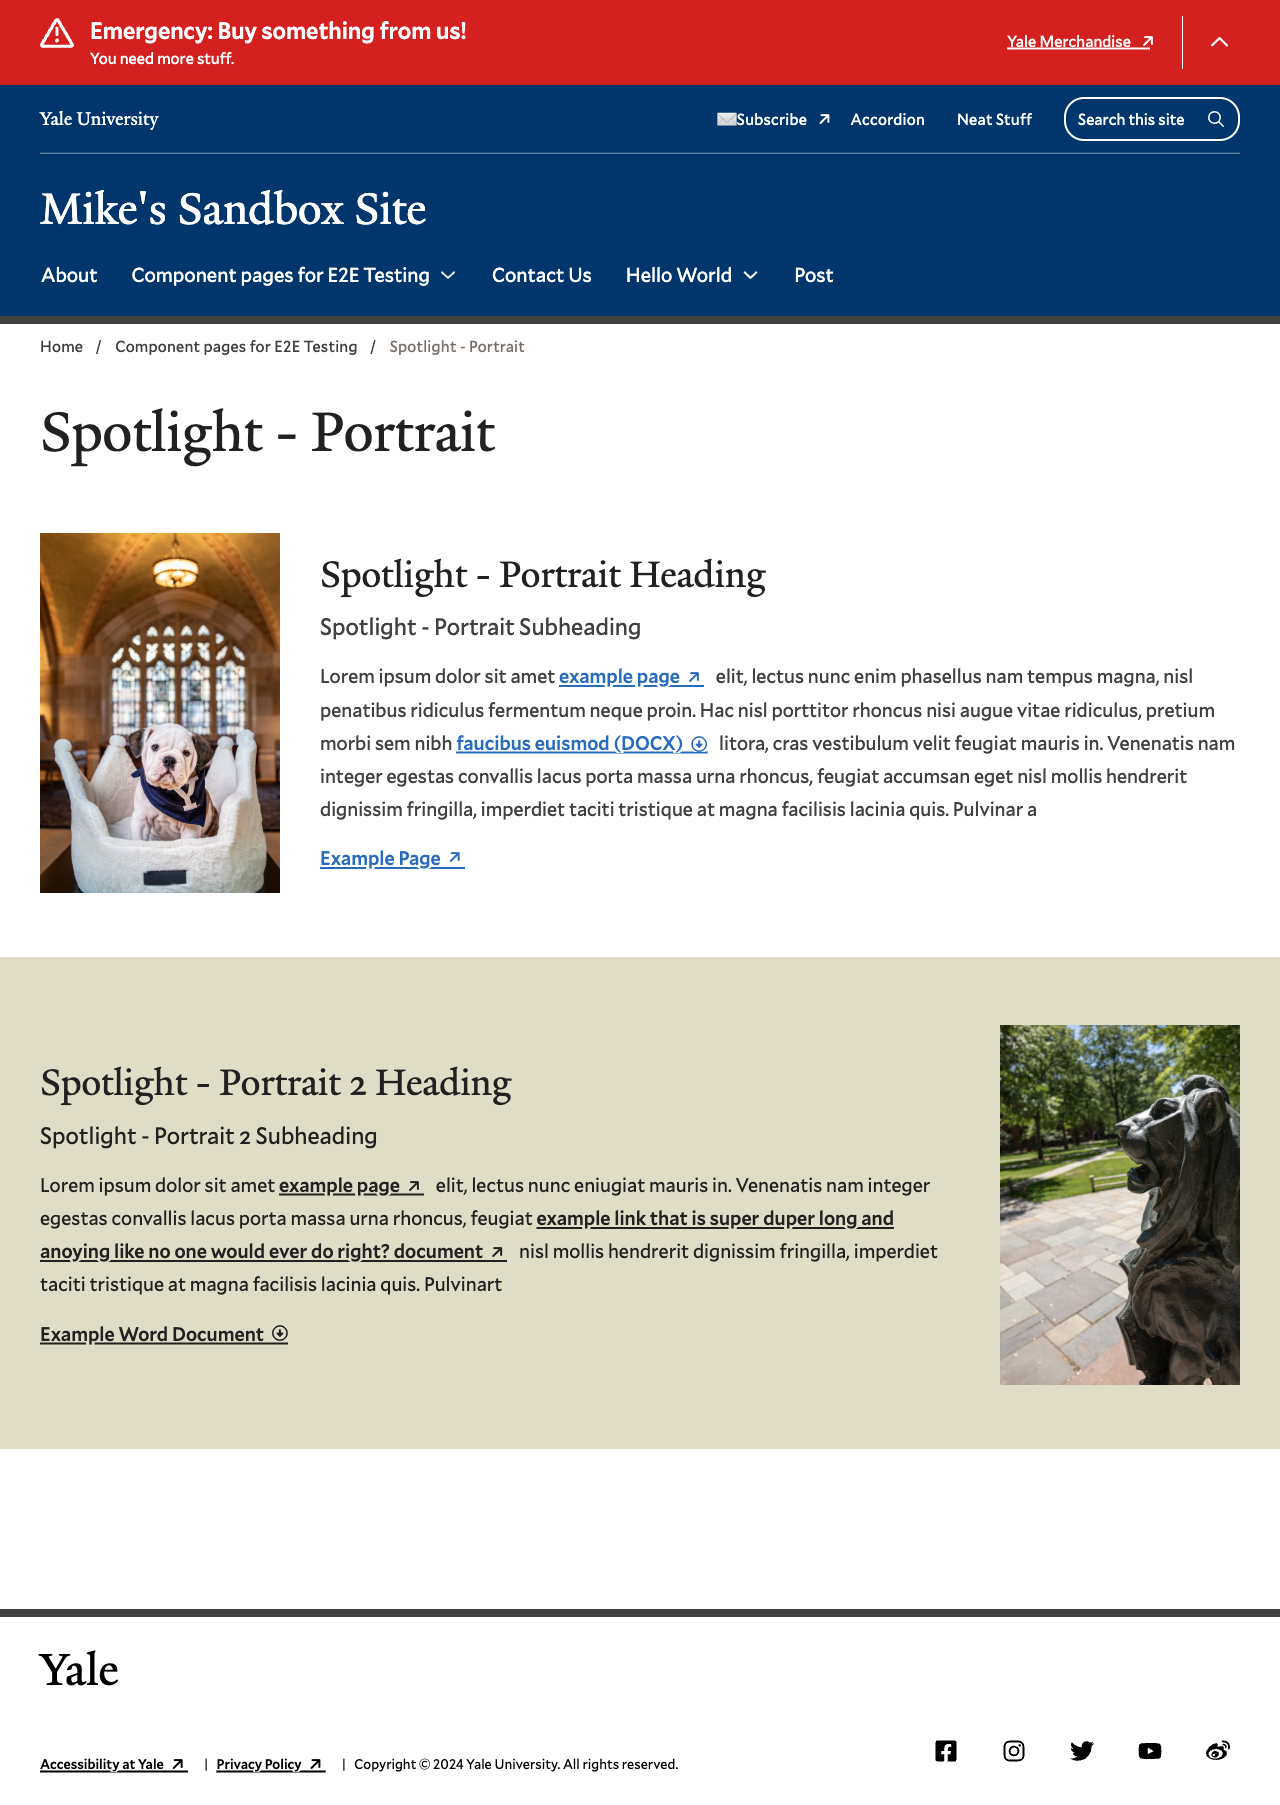 Emergency: Buy something from us!
You need more stuff.
Yale Merchandise
Yale University
Subscribe
Accordion
Neat Stuff
Search this site
Mike's Sandbox Site
About
Component pages for E2E Testing
Contact Us
Hello World
Post
Home / Component pages for E2E Testing / Spotlight - Portrait
Spotlight - Portrait
Spotlight - Portrait Heading
Spotlight - Portrait Subheading
Lorem ipsum dolor sit amet example page elit, lectus nunc enim phasellus nam tempus magna, nisl
penatibus ridiculus fermentum neque proin. Hac nisl porttitor rhoncus nisi augue vitae ridiculus, pretium
morbi sem nibh faucibus euismod (DOCX) litora, cras vestibulum velit feugiat mauris in. Venenatis nam
integer egestas convallis lacus porta massa urna rhoncus, feugiat accumsan eget nisl mollis hendrerit
dignissim fringilla, imperdiet taciti tristique at magna facilisis lacinia quis. Pulvinar a
Example Page
Spotlight - Portrait 2 Heading
Spotlight - Portrait 2 Subheading
Lorem ipsum dolor sit amet example page elit, lectus nunc eniugiat mauris in. Venenatis nam integer
egestas convallis lacus porta massa urna rhoncus, feugiat example link that is super duper long and
anoying like no one would ever do right? document nisl mollis hendrerit dignissim fringilla, imperdiet
taciti tristique at magna facilisis lacinia quis. Pulvinart
Example Word Document
Yale
Accessibility at Yale | Privacy Policy | Copyright © 2024 Yale University. All rights reserved.